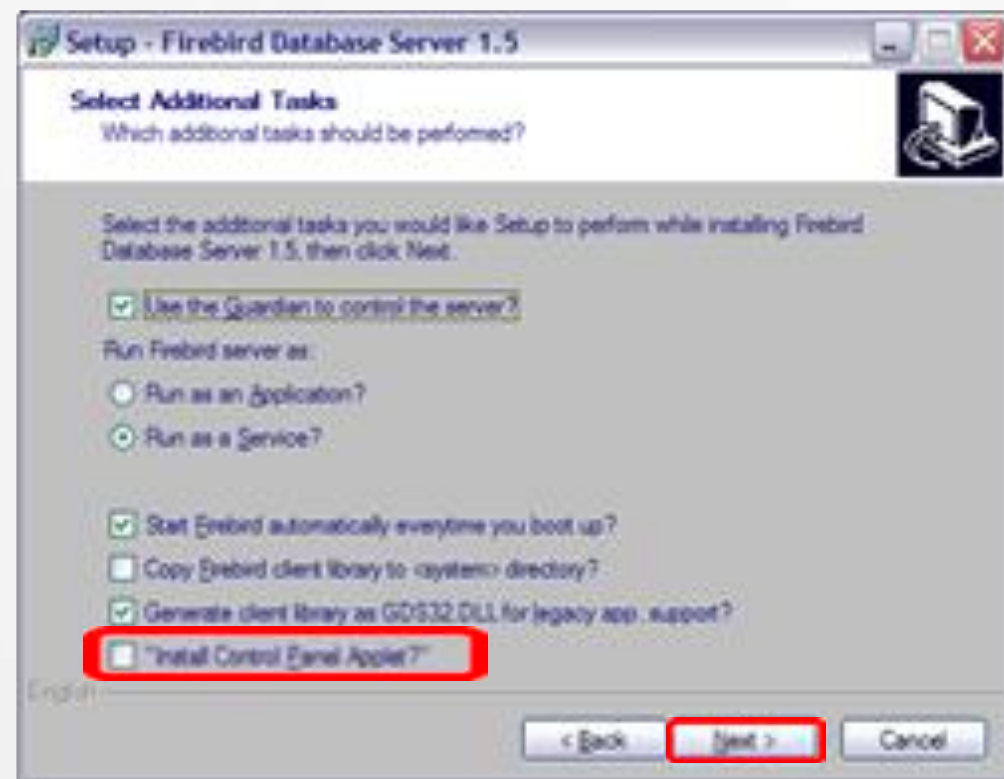 Setup - Firebird Database Server 1.5
Select Additional Tasks
Which additional tasks should be performed?
Select the additional tasks you would like Setup to perform while installing Firebird
Database Server 1.5, then click Next.
Use the Guardian to control the server?
Run Firebird server as:
Run as an Application?
Run as a Service?
Start Firebird automatically everytime you boot up?
Copy Firebird client library to <system> directory?
Generate client library as GDS32.DLL for legacy app. support?
"Install Control Panel Applet?"
English
< Back
Next >
Cancel